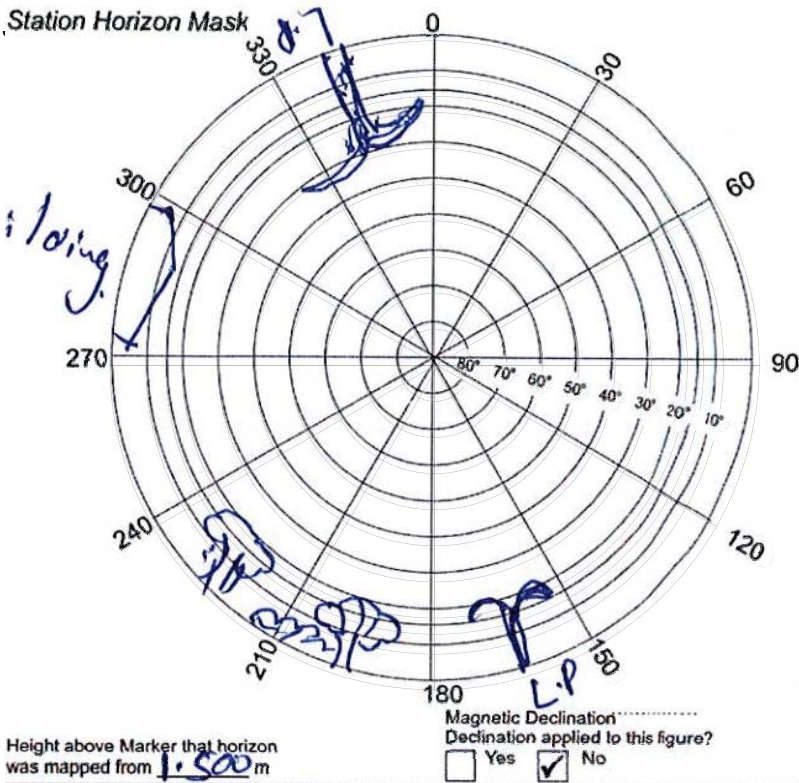 Station Horizon Mask
L.P
0
330
30
300
60
ilding.
270
90
80° 70° 60° 50° 40° 30° 20° 10°
240
120
210
150
180
L.P
Magnetic Declination
Declination applied to this figure?
Yes No
Height above Marker that horizon
was mapped from 1.500 m